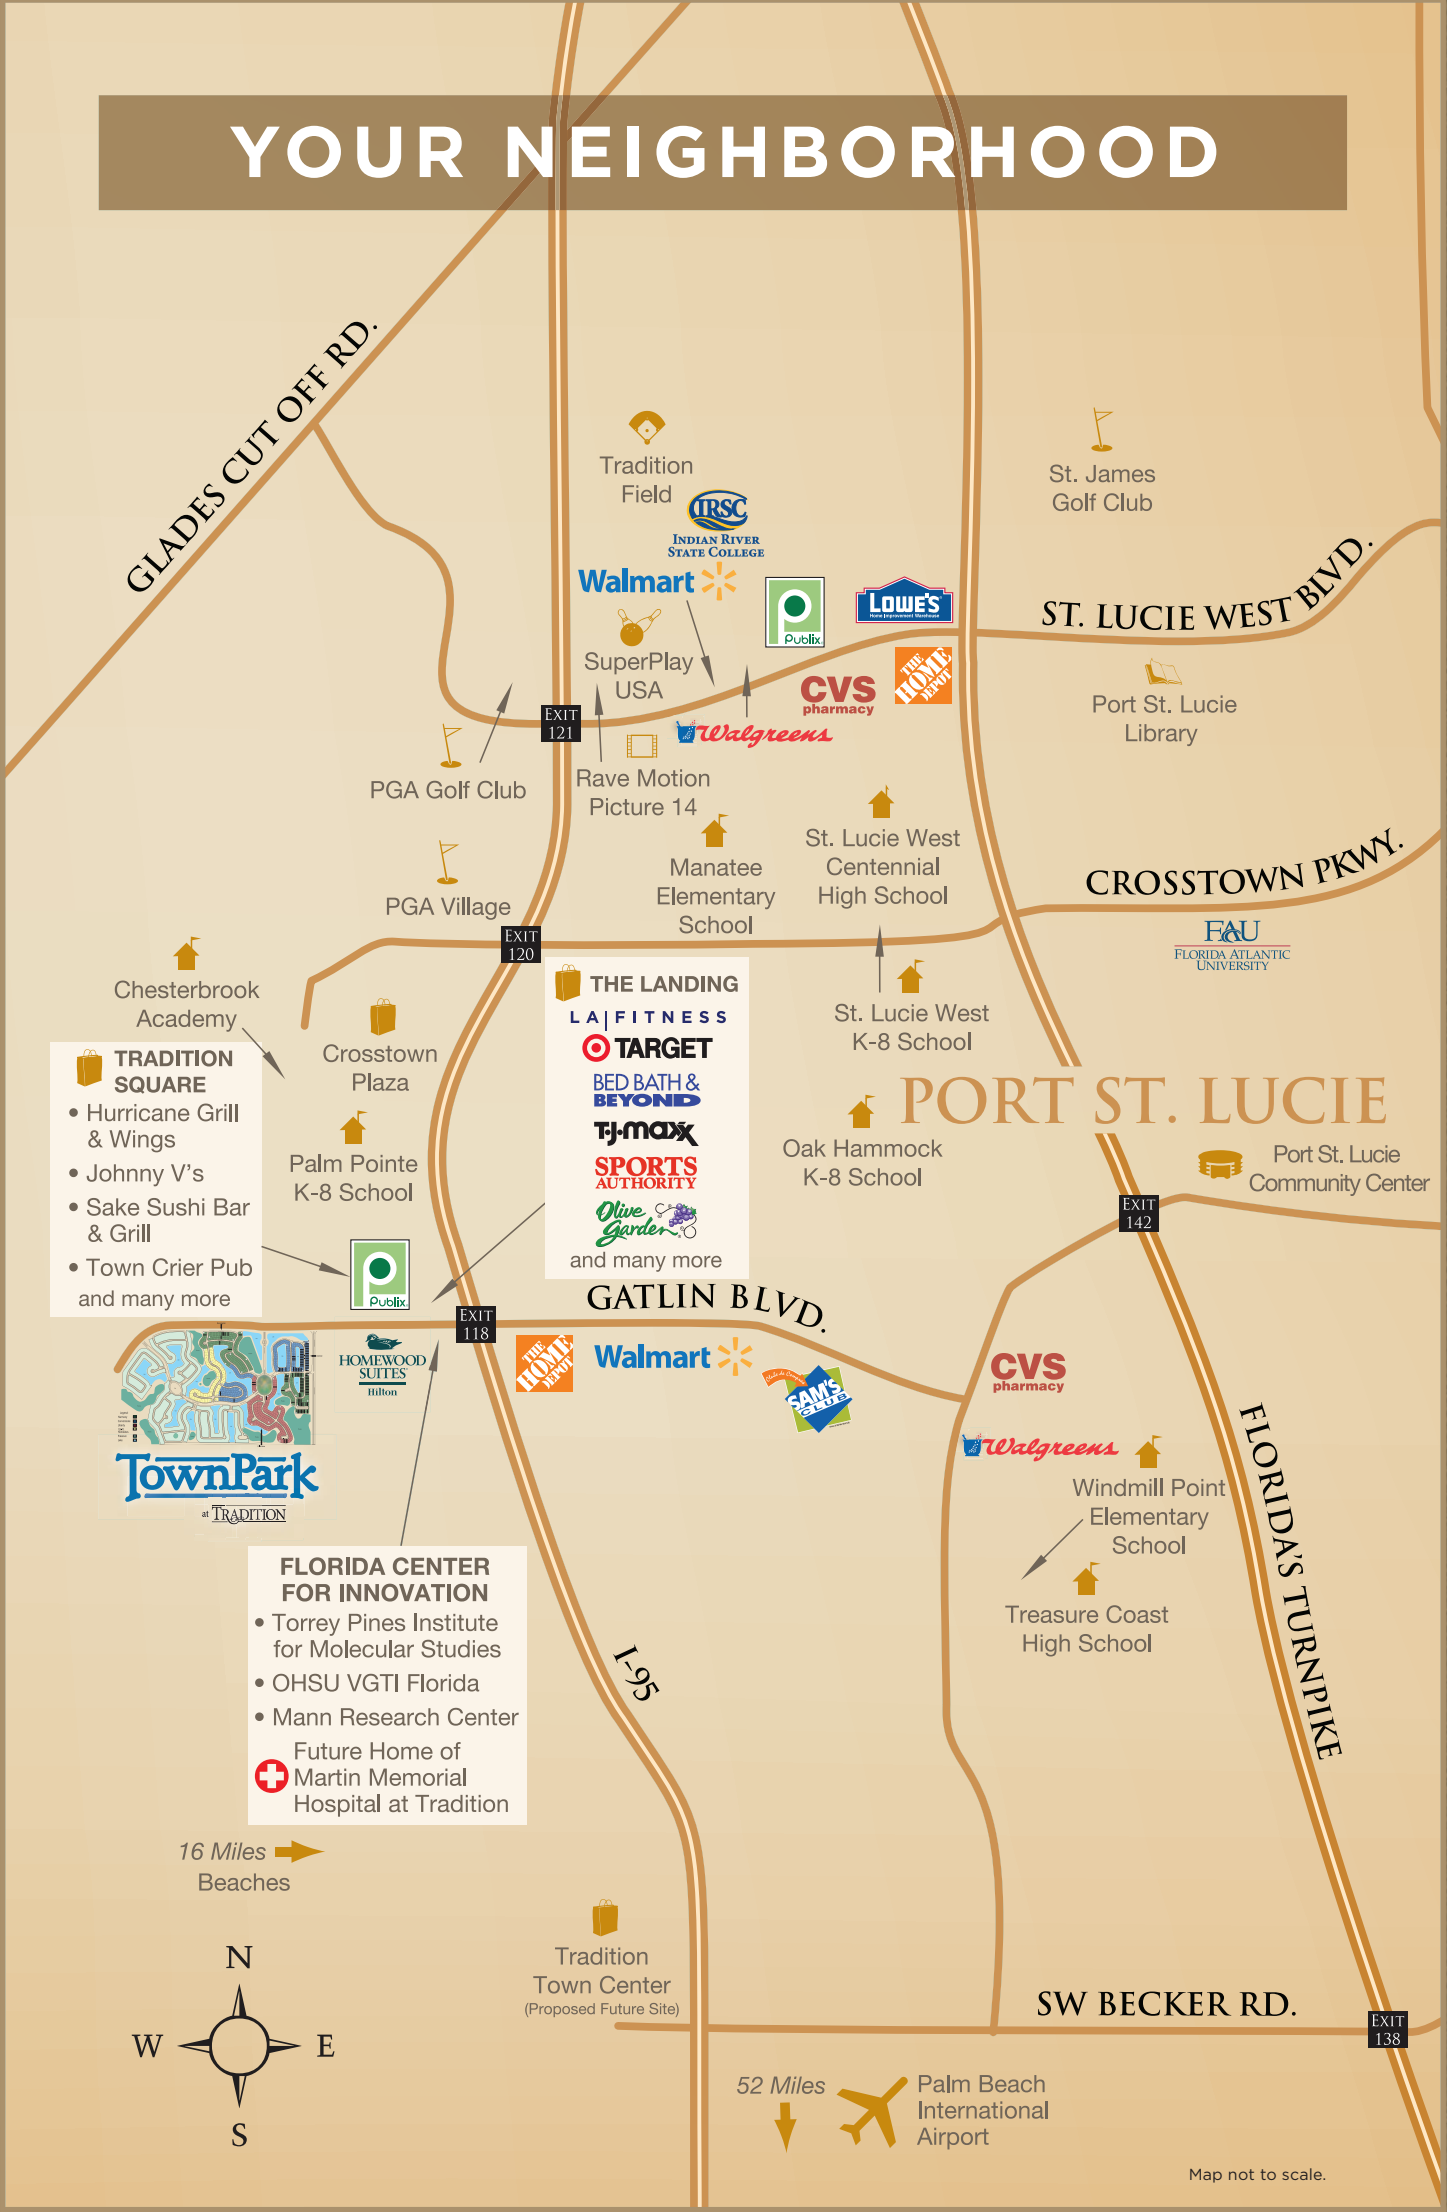 YOUR NEIGHBORHOOD
GLADES CUT OFF RD.
Tradition
Field
IRSC
INDIAN RIVER
STATE COLLEGE
St. James
Golf Club
Walmart
Publix
LOWE'S
Home Improvement Warehouse
ST. LUCIE WEST BLVD.
SuperPlay
USA
CVS
pharmacy
THE
HOME
DEPOT
Port St. Lucie
Library
EXIT
121
Walgreens
PGA Golf Club
Rave Motion
Picture 14
PGA Village
Manatee
Elementary
School
St. Lucie West
Centennial
High School
CROSSTOWN PKWY.
FAU
FLORIDA ATLANTIC
UNIVERSITY
EXIT
120
Chesterbrook
Academy
Crosstown
Plaza
THE LANDING
LA|FITNESS
TARGET
BED BATH &
BEYOND
T·J·maxx
SPORTS
AUTHORITY
Olive
Garden
and many more
St. Lucie West
K-8 School
TRADITION
SQUARE
• Hurricane Grill
& Wings
• Johnny V's
• Sake Sushi Bar
& Grill
• Town Crier Pub
and many more
Palm Pointe
K-8 School
PORT ST. LUCIE
Oak Hammock
K-8 School
Port St. Lucie
Community Center
EXIT
142
Publix
GATLIN BLVD.
EXIT
118
HOMEWOOD
SUITES
Hilton
THE
HOME
DEPOT
Walmart
SAM'S
CLUB
CVS
pharmacy
Walgreens
TownPark
at TRADITION
Windmill Point
Elementary
School
Treasure Coast
High School
FLORIDA'S TURNPIKE
FLORIDA CENTER
FOR INNOVATION
• Torrey Pines Institute
for Molecular Studies
• OHSU VGTI Florida
• Mann Research Center
Future Home of
Martin Memorial
Hospital at Tradition
I-95
16 Miles
Beaches
Tradition
Town Center
(Proposed Future Site)
N
W
E
S
SW BECKER RD.
EXIT
138
52 Miles
Palm Beach
International
Airport
Map not to scale.